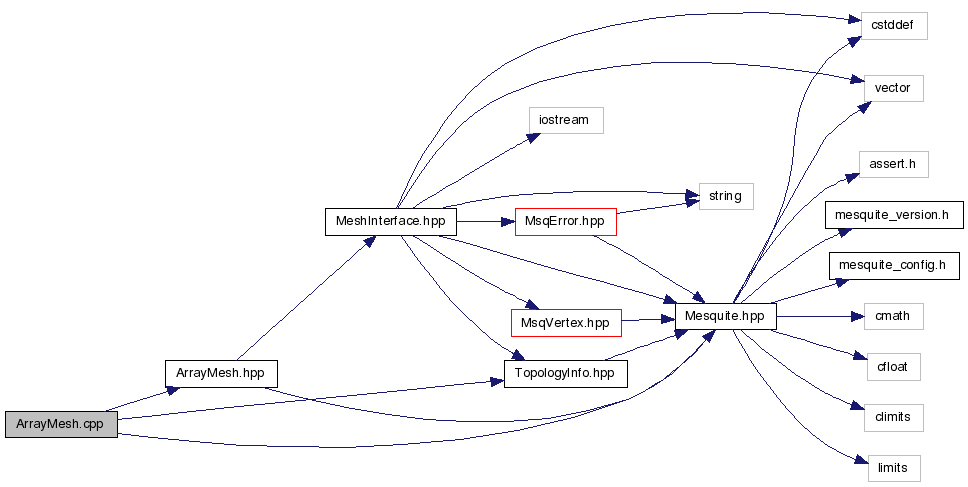 cstddef
vector
iostream
assert.h
string
MeshInterface.hpp
MsqError.hpp
mesquite_version.h
mesquite_config.h
MsqVertex.hpp
Mesquite.hpp
cmath
ArrayMesh.hpp
TopologyInfo.hpp
cfloat
ArrayMesh.cpp
climits
limits